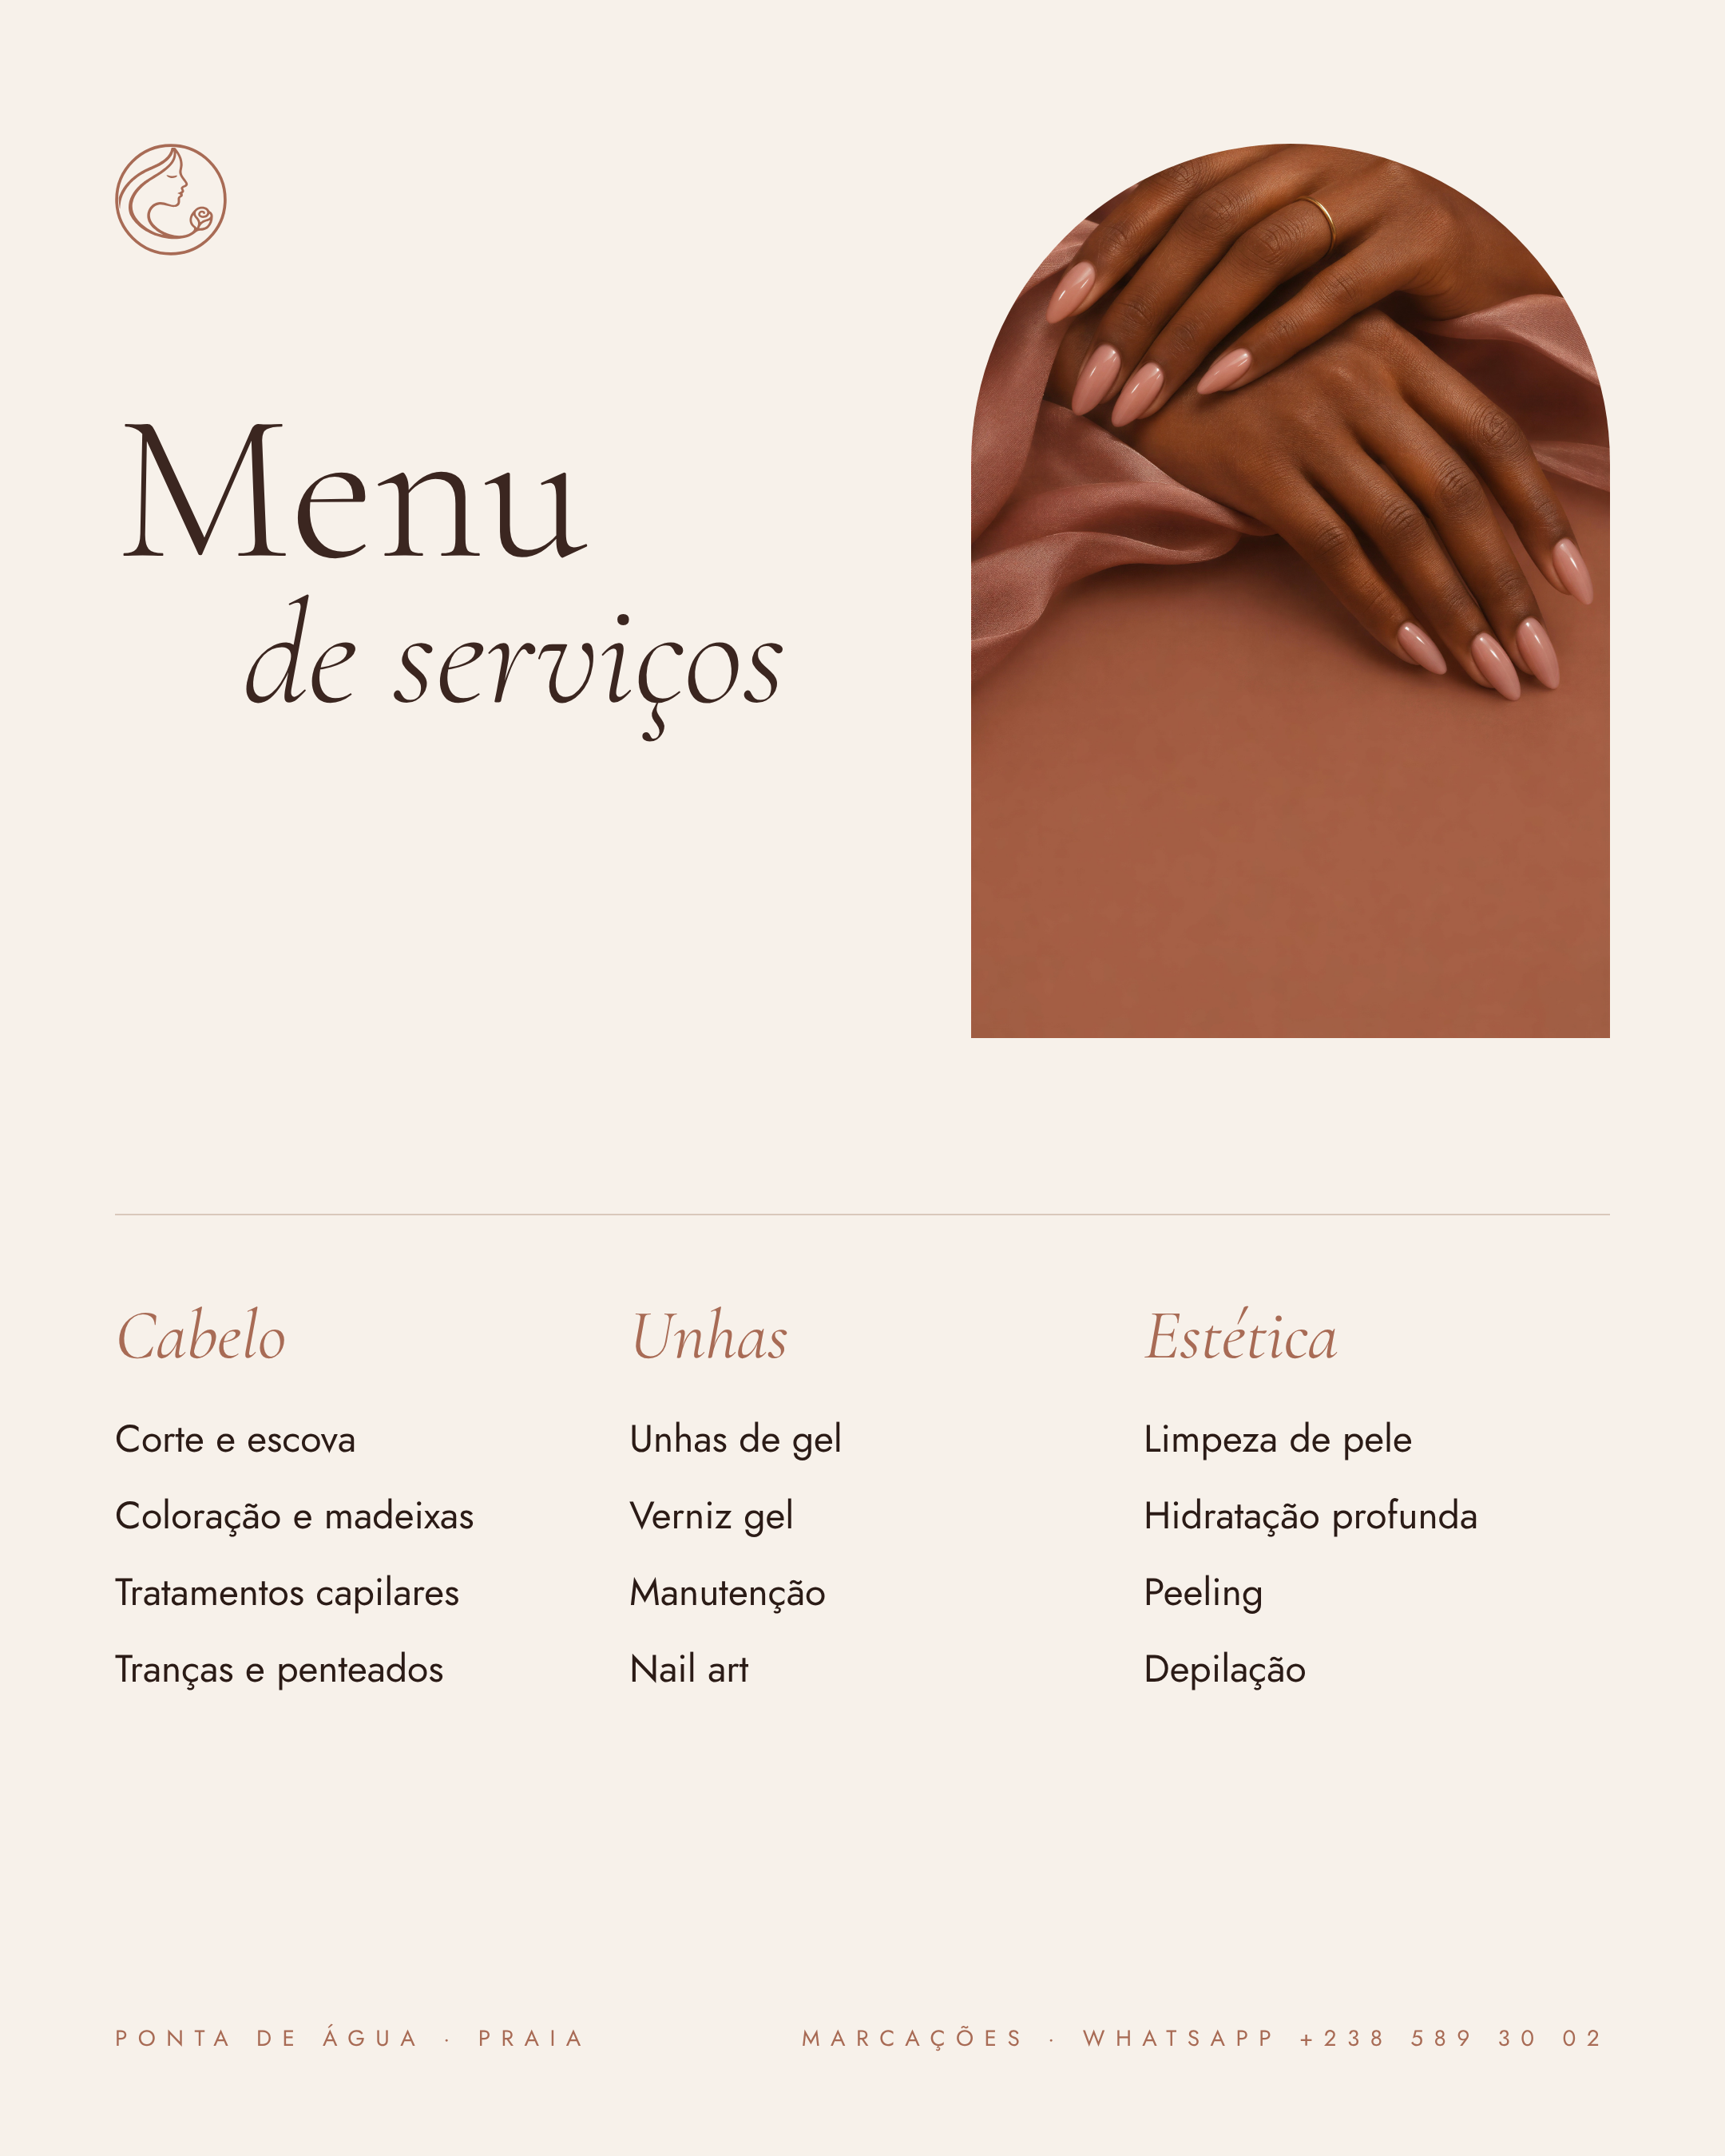 Menu
de serviços
Cabelo
Corte e escova
Coloração e madeixas
Tratamentos capilares
Tranças e penteados
Unhas
Unhas de gel
Verniz gel
Manutenção
Nail art
Estética
Limpeza de pele
Hidratação profunda
Peeling
Depilação
PONTA DE ÁGUA · PRAIA
MARCAÇÕES · WHATSAPP +238 589 30 02